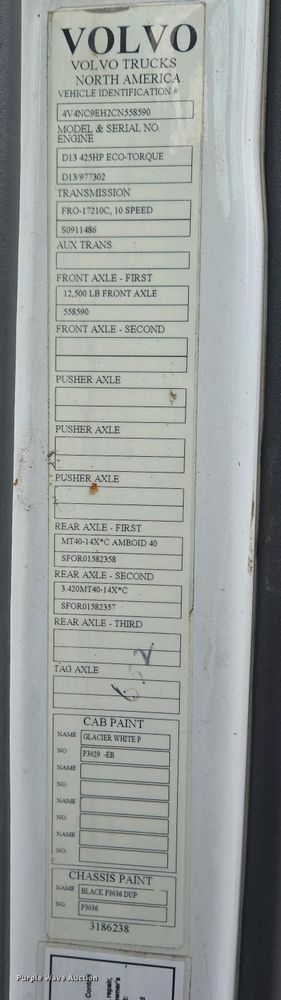 VOLVO
VOLVO TRUCKS
NORTH AMERICA
VEHICLE IDENTIFICATION #
4V4NC9EH2CN558590
MODEL & SERIAL NO.
ENGINE
D13 425HP ECO-TORQUE
D13/977302
TRANSMISSION
FRO-17210C, 10 SPEED
S0911486
AUX TRANS.
FRONT AXLE - FIRST
12,500 LB FRONT AXLE
558590
FRONT AXLE - SECOND
PUSHER AXLE
PUSHER AXLE
PUSHER AXLE
REAR AXLE - FIRST
MT40-14X*C AMBOID 40
SFOR01582358
REAR AXLE - SECOND
3.420MT40-14X*C
SFOR01582357
REAR AXLE - THIRD
TAG AXLE
CAB PAINT
NAME GLACIER WHITE P
NO P3029 -EB
NAME
NO.
NAME
NO.
NAME
NO.
CHASSIS PAINT
NAME BLACK P3036 DUP
NO. P3036
3186238
Purple Wave Auction